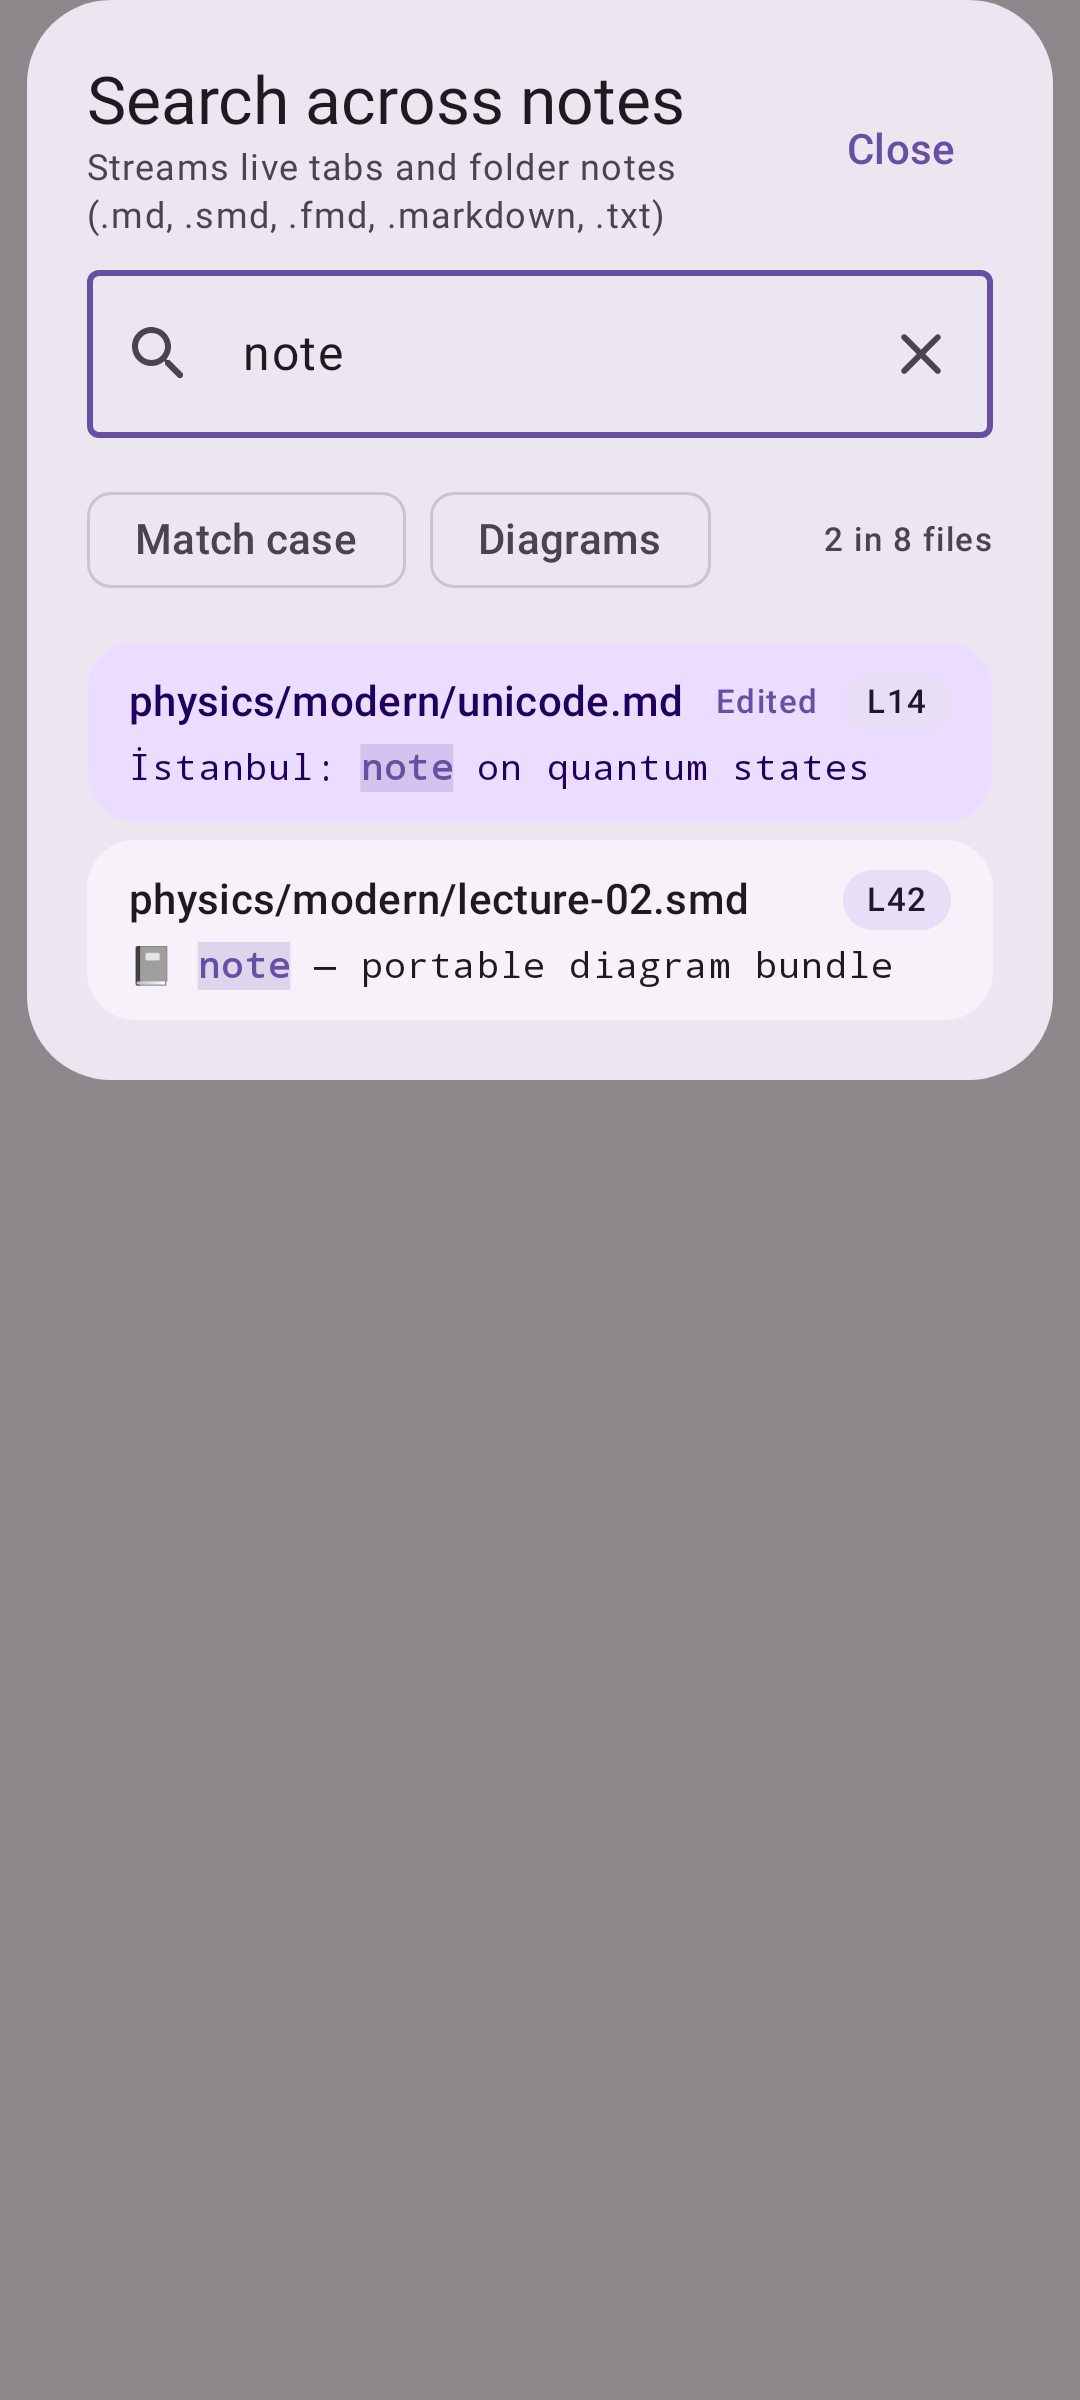 Search across notes
Streams live tabs and folder notes
(.md, .smd, .fmd, .markdown, .txt)
Close
note
Match case
Diagrams
2 in 8 files
physics/modern/unicode.md Edited L14
İstanbul: note on quantum states
physics/modern/lecture-02.smd L42
📓 note — portable diagram bundle